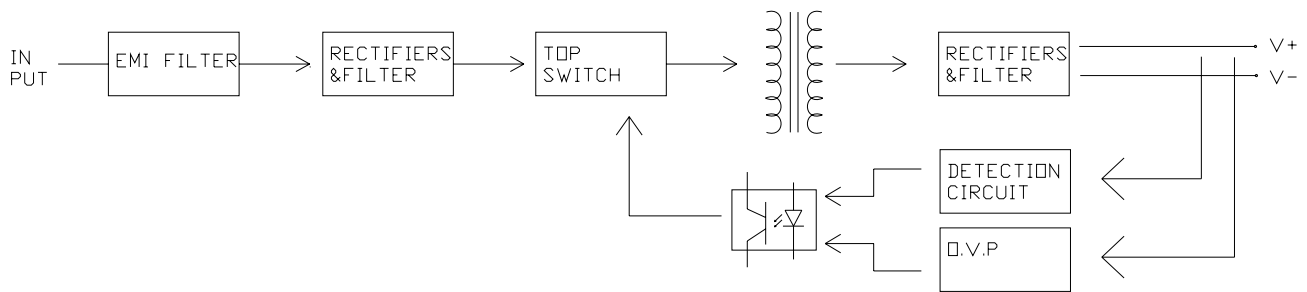 IN
PUT
EMI FILTER
RECTIFIERS
&FILTER
TOP
SWITCH
RECTIFIERS
&FILTER
V+
V-
DETECTION
CIRCUIT
O.V.P